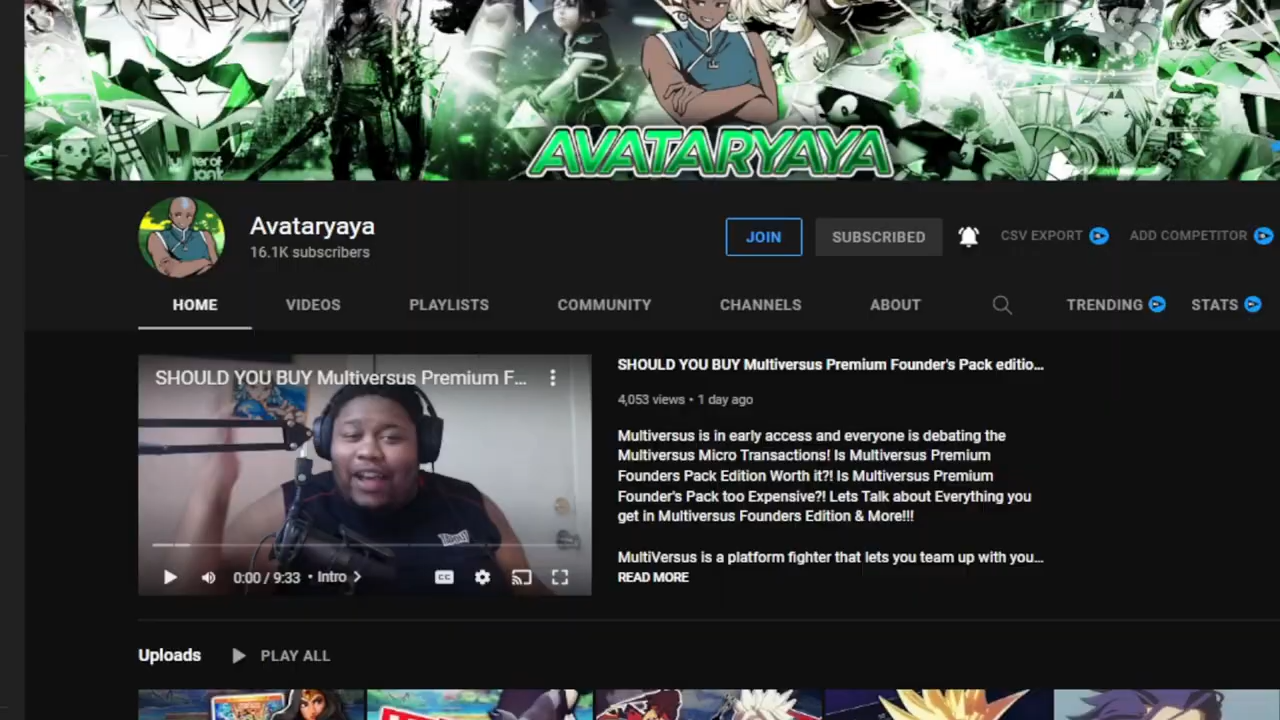 AVATARYAYA
Avataryaya
16.1K subscribers
JOIN
SUBSCRIBED
CSV EXPORT
ADD COMPETITOR
HOME
VIDEOS
PLAYLISTS
COMMUNITY
CHANNELS
ABOUT
TRENDING
STATS
SHOULD YOU BUY Multiversus Premium F...
0:00 / 9:33 • Intro
CC
SHOULD YOU BUY Multiversus Premium Founder's Pack editio...
4,053 views • 1 day ago
Multiversus is in early access and everyone is debating the
Multiversus Micro Transactions! Is Multiversus Premium
Founders Pack Edition Worth it?! Is Multiversus Premium
Founder's Pack too Expensive?! Lets Talk about Everything you
get in Multiversus Founders Edition & More!!!
MultiVersus is a platform fighter that lets you team up with you...
READ MORE
Uploads
PLAY ALL